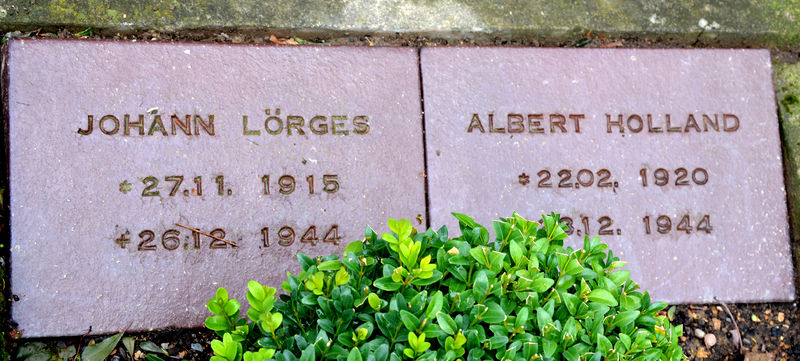 JOHANN LÖRGES
* 27.11. 1915
+ 26.12. 1944
ALBERT HOLLAND
* 22.02. 1920
12. 1944